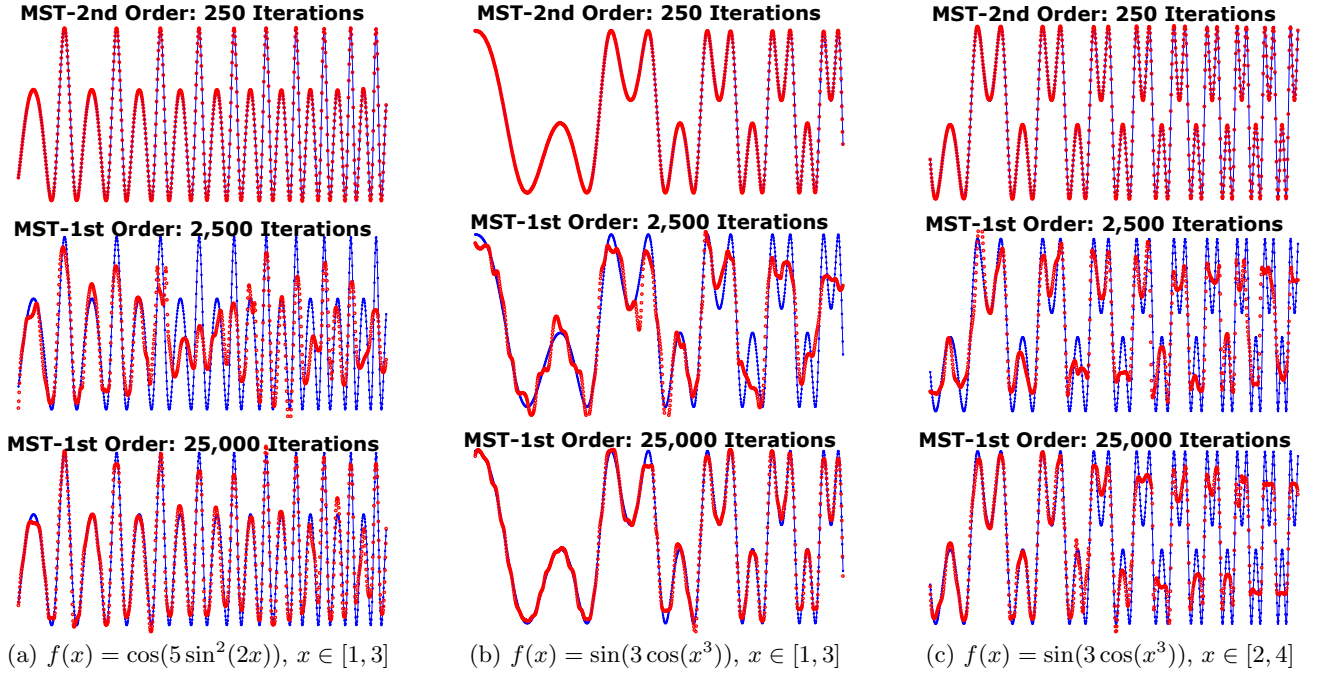 MST-2nd Order: 250 Iterations
MST-2nd Order: 250 Iterations
MST-2nd Order: 250 Iterations
MST-1st Order: 2,500 Iterations
MST-1st Order: 2,500 Iterations
MST-1st Order: 2,500 Iterations
MST-1st Order: 25,000 Iterations
MST-1st Order: 25,000 Iterations
MST-1st Order: 25,000 Iterations
(a) f(x) = cos(5 sin²(2x)), x ∈ [1, 3]
(b) f(x) = sin(3 cos(x³)), x ∈ [1, 3]
(c) f(x) = sin(3 cos(x³)), x ∈ [2, 4]